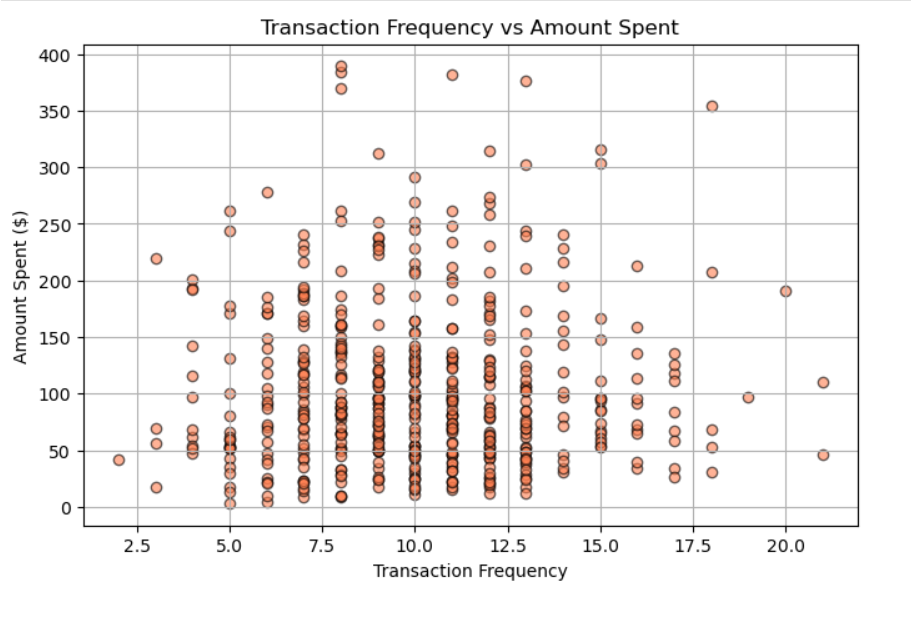 Transaction Frequency vs Amount Spent
400
350
300
250
200
150
100
50
0
Amount Spent ($)
2.5 5.0 7.5 10.0 12.5 15.0 17.5 20.0
Transaction Frequency